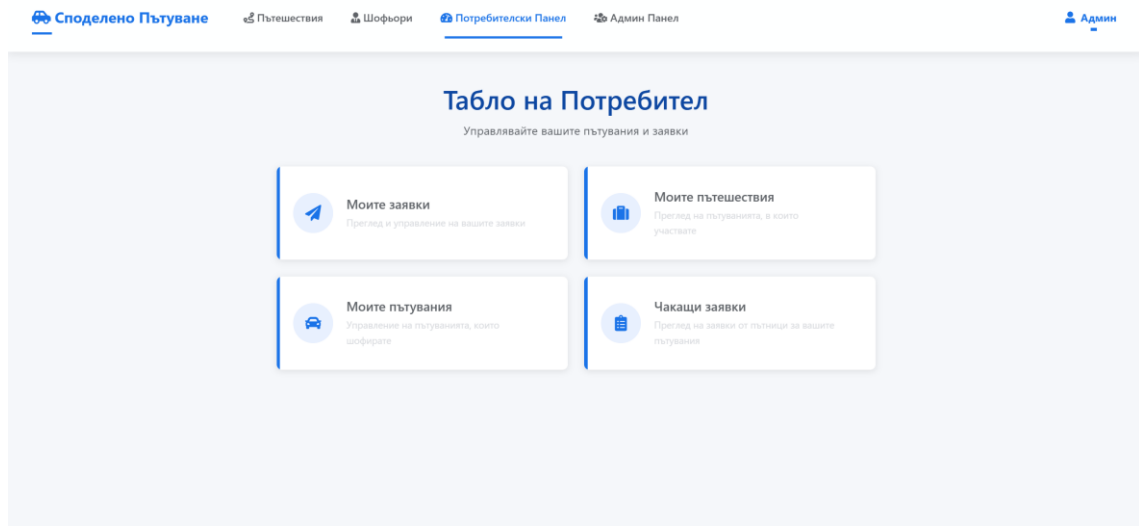 Споделено Пътуване Пътешествия Шофьори Потребителски Панел Админ Панел Админ
Табло на Потребител
Управлявайте вашите пътувания и заявки
Моите заявки
Преглед и управление на вашите заявки
Моите пътешествия
Преглед на пътуванията, в които
участвате
Моите пътувания
Управление на пътуванията, които
шофирате
Чакащи заявки
Преглед на заявки от пътници за вашите
пътувания